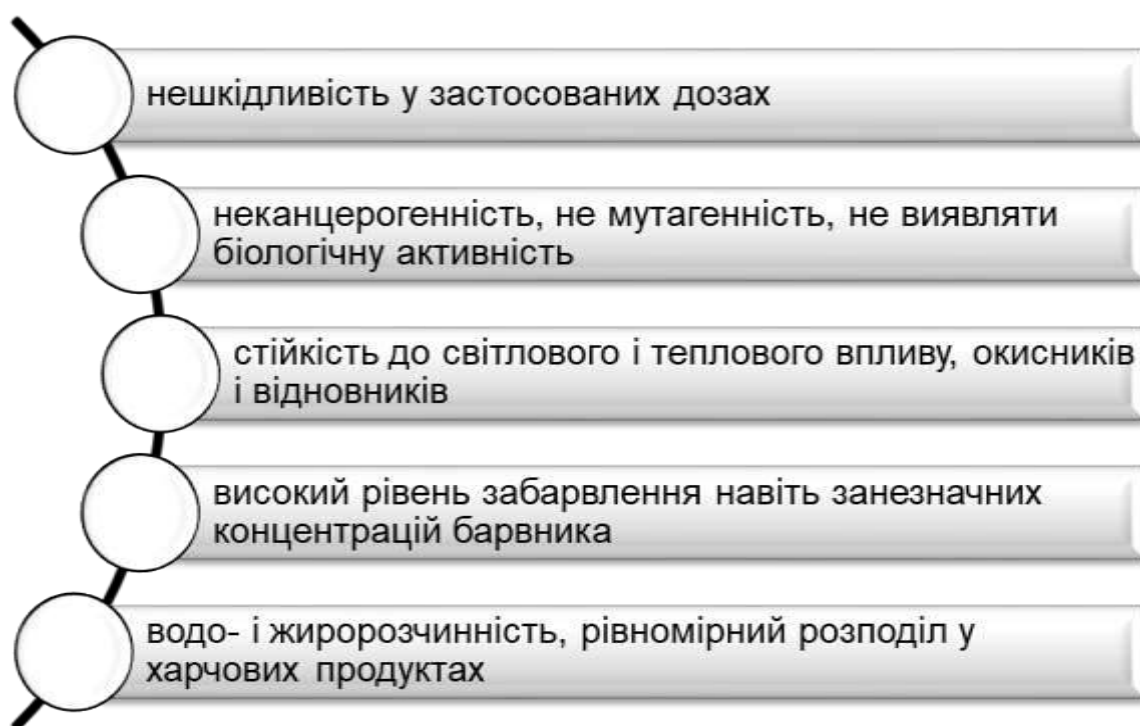 нешкідливість у застосованих дозах
неканцерогенність, не мутагенність, не виявляти
біологічну активність
стійкість до світлового і теплового впливу, окисників
і відновників
високий рівень забарвлення навіть занезначних
концентрацій барвника
водо- і жиророзчинність, рівномірний розподіл у
харчових продуктах